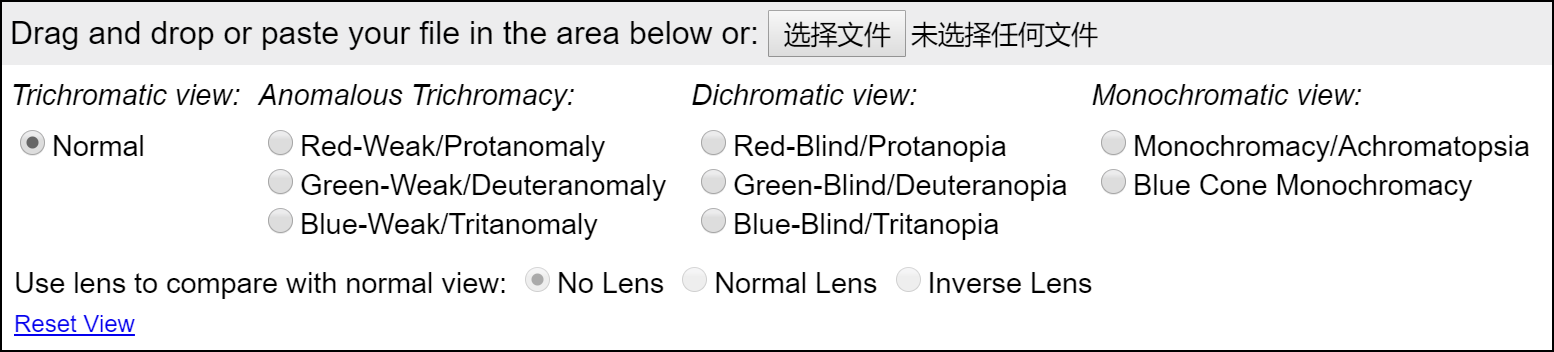 Drag and drop or paste your file in the area below or: 选择文件 未选择任何文件
Trichromatic view: Anomalous Trichromacy: Dichromatic view: Monochromatic view:
Normal Red-Weak/Protanomaly Red-Blind/Protanopia Monochromacy/Achromatopsia
Green-Weak/Deuteranomaly Green-Blind/Deuteranopia Blue Cone Monochromacy
Blue-Weak/Tritanomaly Blue-Blind/Tritanopia
Use lens to compare with normal view: No Lens Normal Lens Inverse Lens
Reset View